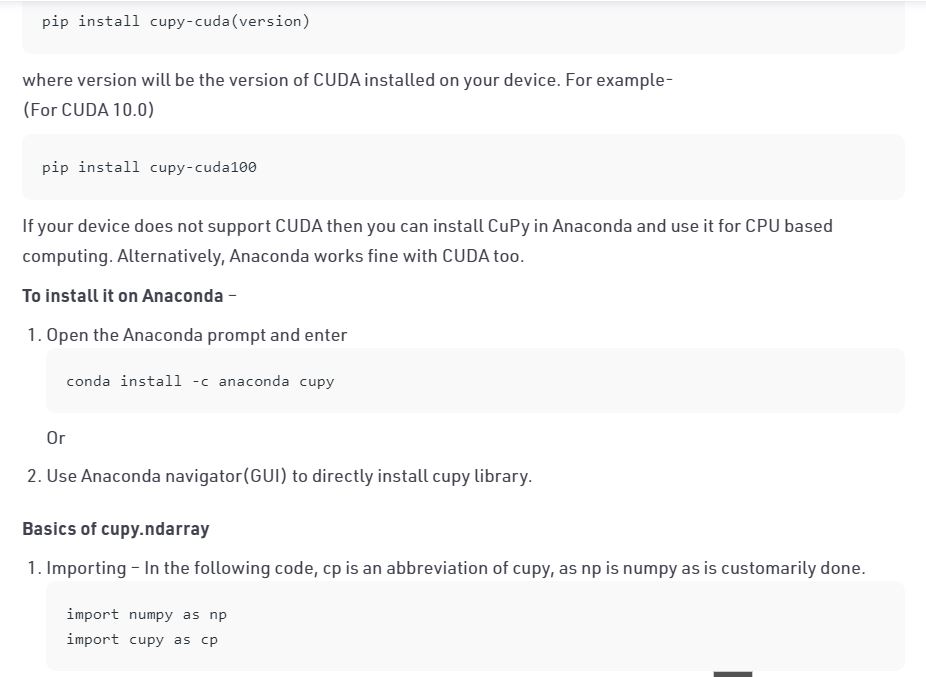 pip install cupy-cuda(version)
where version will be the version of CUDA installed on your device. For example-
(For CUDA 10.0)
pip install cupy-cuda100
If your device does not support CUDA then you can install CuPy in Anaconda and use it for CPU based
computing. Alternatively, Anaconda works fine with CUDA too.
To install it on Anaconda –
1. Open the Anaconda prompt and enter
conda install -c anaconda cupy
Or
2. Use Anaconda navigator(GUI) to directly install cupy library.
Basics of cupy.ndarray
1. Importing – In the following code, cp is an abbreviation of cupy, as np is numpy as is customarily done.
import numpy as np
import cupy as cp